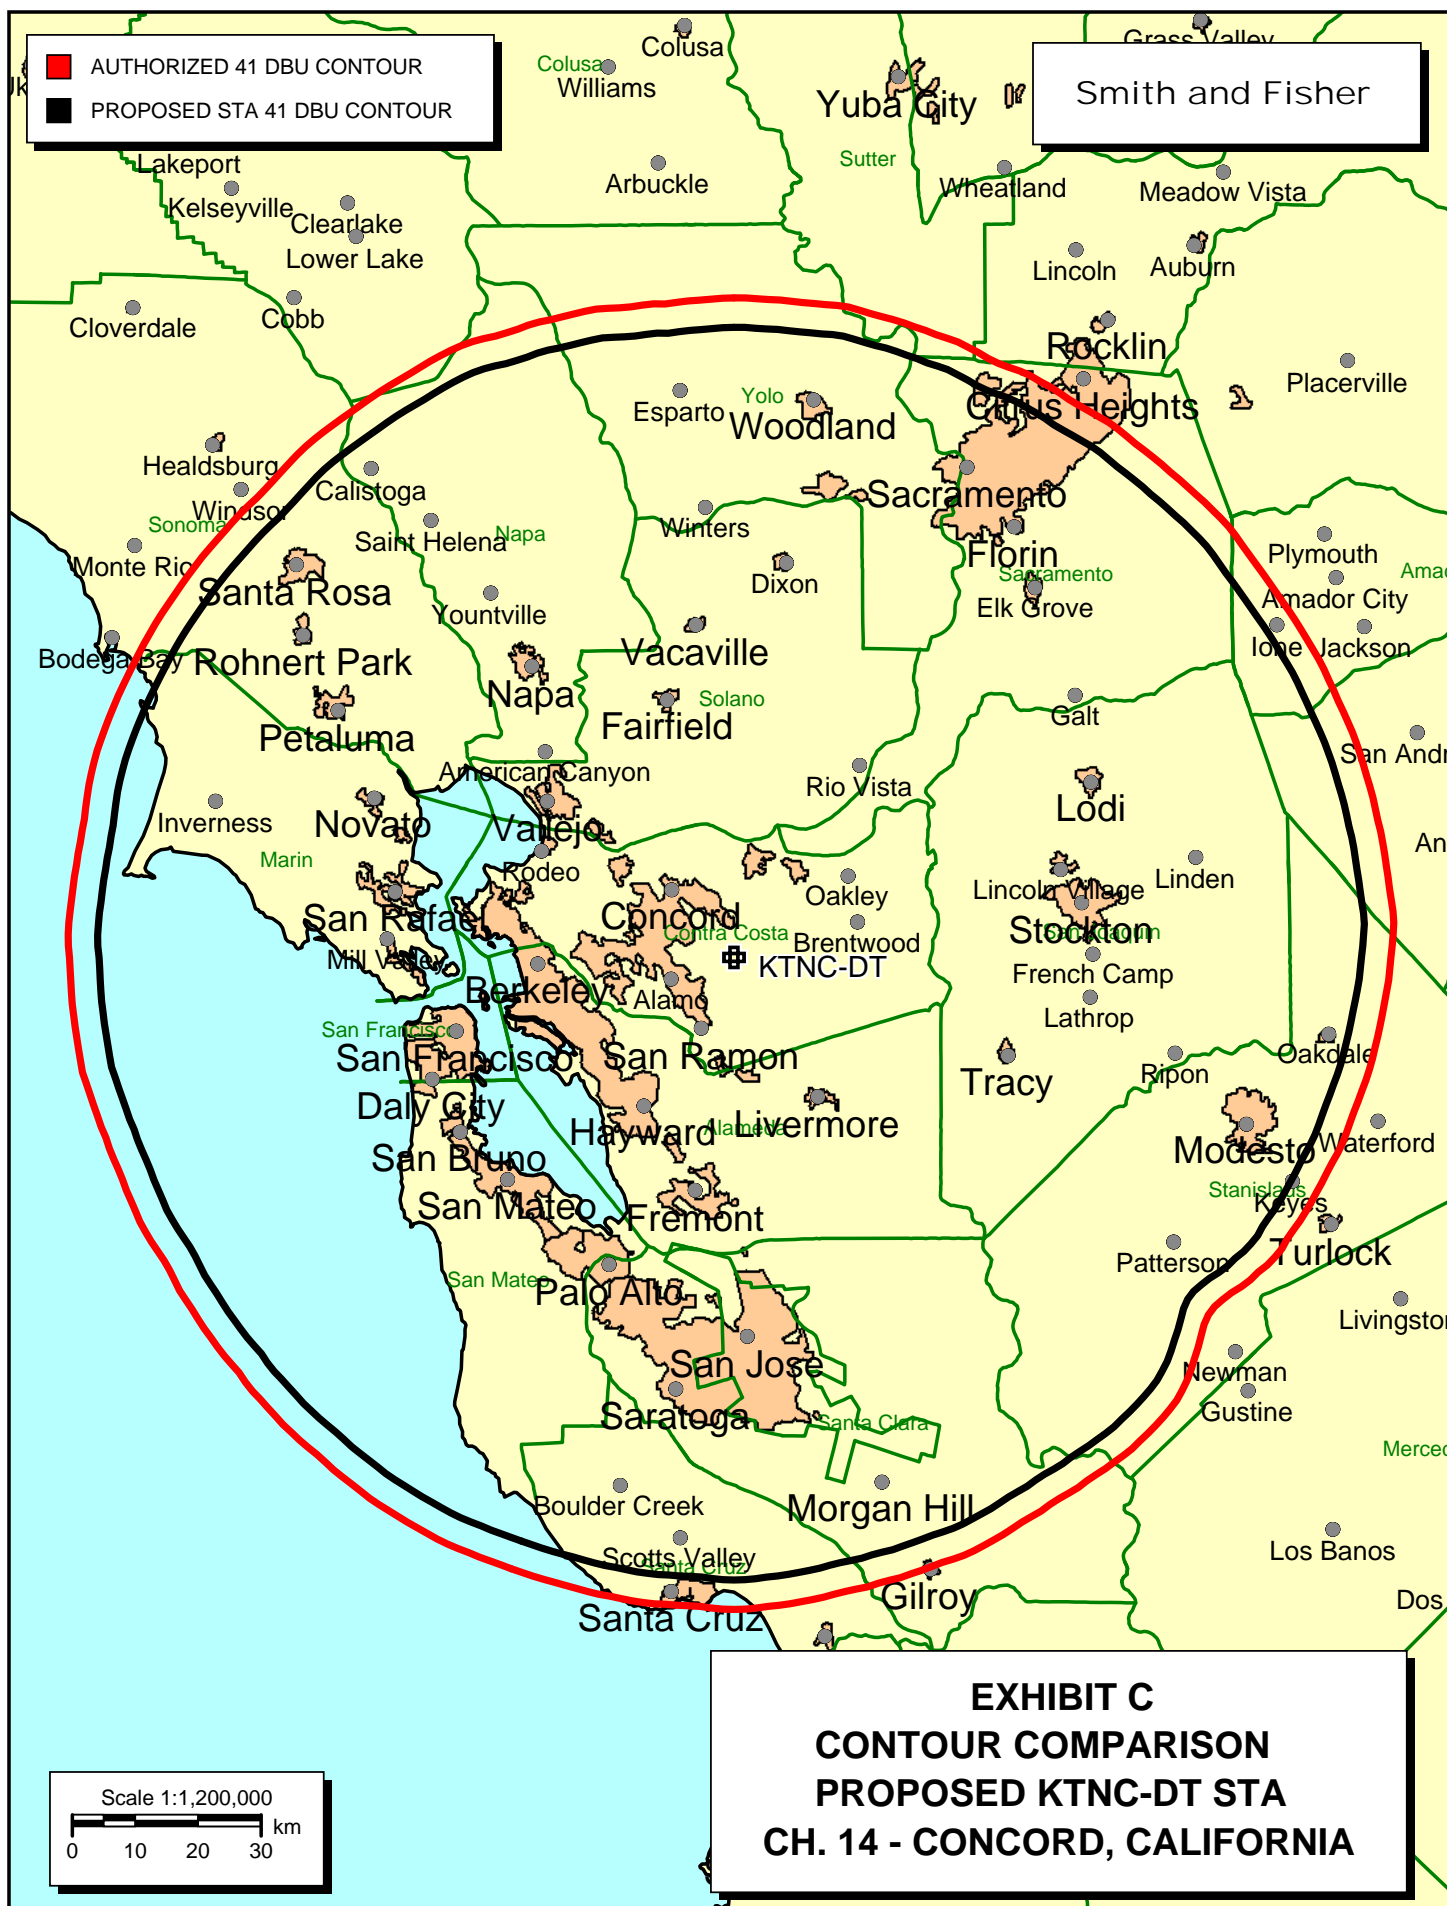 AUTHORIZED 41 DBU CONTOUR
PROPOSED STA 41 DBU CONTOUR
Smith and Fisher
Colusa
Grass Valley
Colusa
Williams
Yuba City
Sutter
Lakeport
Arbuckle
Wheatland
Meadow Vista
Kelseyville
Clearlake
Lower Lake
Lincoln
Auburn
Cloverdale
Cobb
Rocklin
Placerville
Esparto
Yolo
Woodland
Citrus Heights
Healdsburg
Calistoga
Sacramento
Windsor
Sonoma
Saint Helena
Napa
Winters
Florin
Plymouth
Monte Rio
Santa Rosa
Dixon
Sacramento
Amad
Yountville
Elk Grove
Amador City
Bodega Bay
Rohnert Park
Vacaville
Ione
Jackson
Napa
Solano
Fairfield
Galt
Petaluma
San Andr
American Canyon
Rio Vista
Inverness
Novato
Vallejo
Lodi
Marin
An
Rodeo
Oakley
Lincoln Village
Linden
San Rafael
Concord
Contra Costa
Brentwood
Stockton
San Joaquin
Mill Valley
KTNC-DT
French Camp
Berkeley
Alamo
Lathrop
San Francisco
San Francisco
San Ramon
Tracy
Ripon
Oakdale
Daly City
Hayward
Alameda
Livermore
Modesto
Waterford
San Bruno
San Mateo
Fremont
Stanislaus
Keyes
Patterson
Turlock
San Mateo
Palo Alto
Livingston
San Jose
Newman
Saratoga
Santa Clara
Gustine
Merced
Boulder Creek
Morgan Hill
Scotts Valley
Santa Cruz
Los Banos
Santa Cruz
Gilroy
Dos
EXHIBIT C
CONTOUR COMPARISON
PROPOSED KTNC-DT STA
CH. 14 - CONCORD, CALIFORNIA
Scale 1:1,200,000
km
0 10 20 30